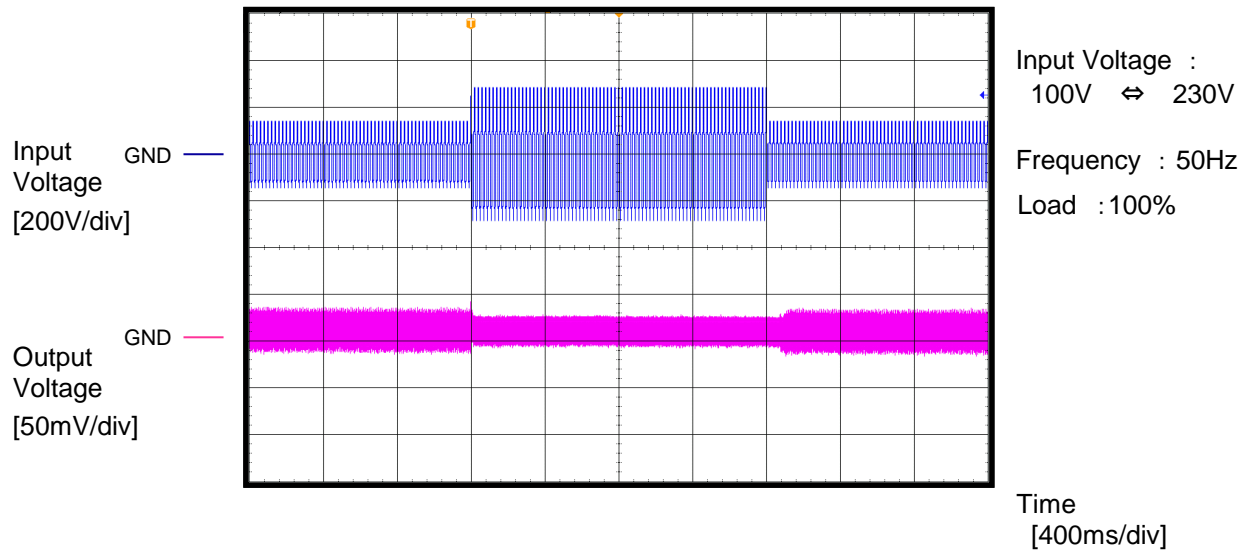 T
Input Voltage :
100V ⇔ 230V
Input
Voltage
[200V/div]
GND
Frequency : 50Hz
Load :100%
GND
Output
Voltage
[50mV/div]
Time
[400ms/div]